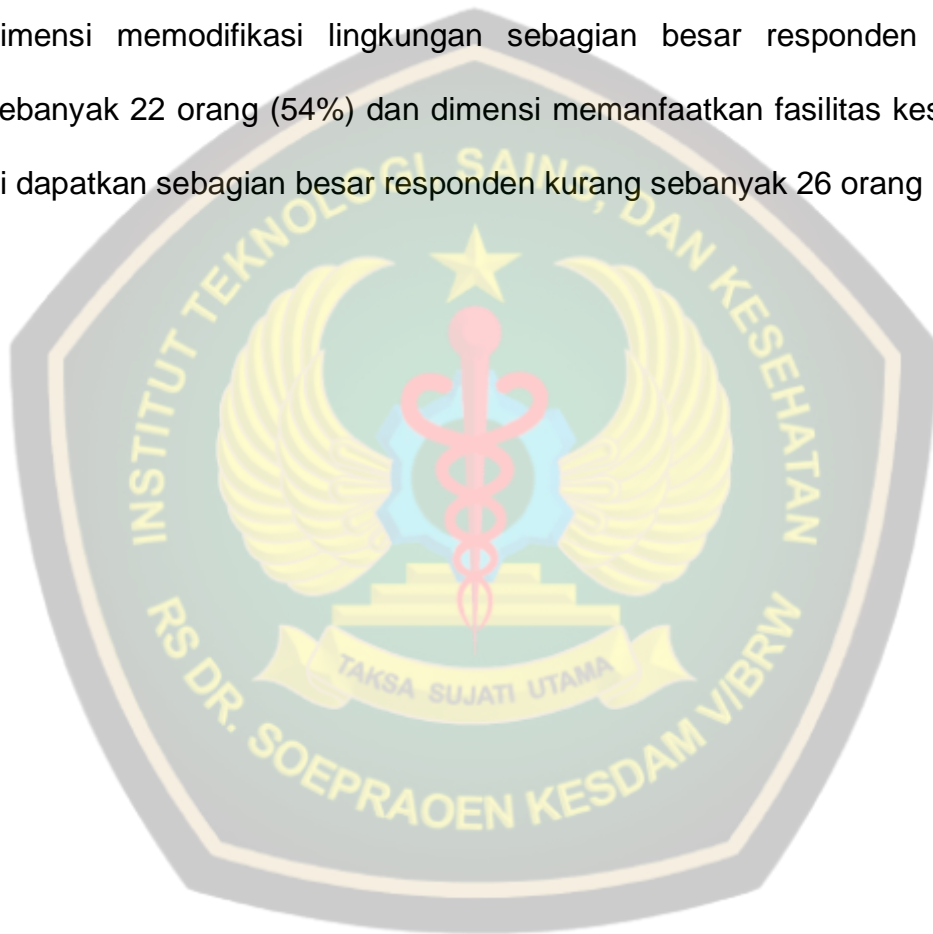 imensi memodifikasi lingkungan sebagian besar responden
ebanyak 22 orang (54%) dan dimensi memanfaatkan fasilitas kes
i dapatkan sebagian besar responden kurang sebanyak 26 orang
INSTITUT TEKNOLOGI, SAINS, DAN KESEHATAN
TAKSA SUJATI UTAMA
RS DR. SOEPRAOEN KESDAM V/BRW